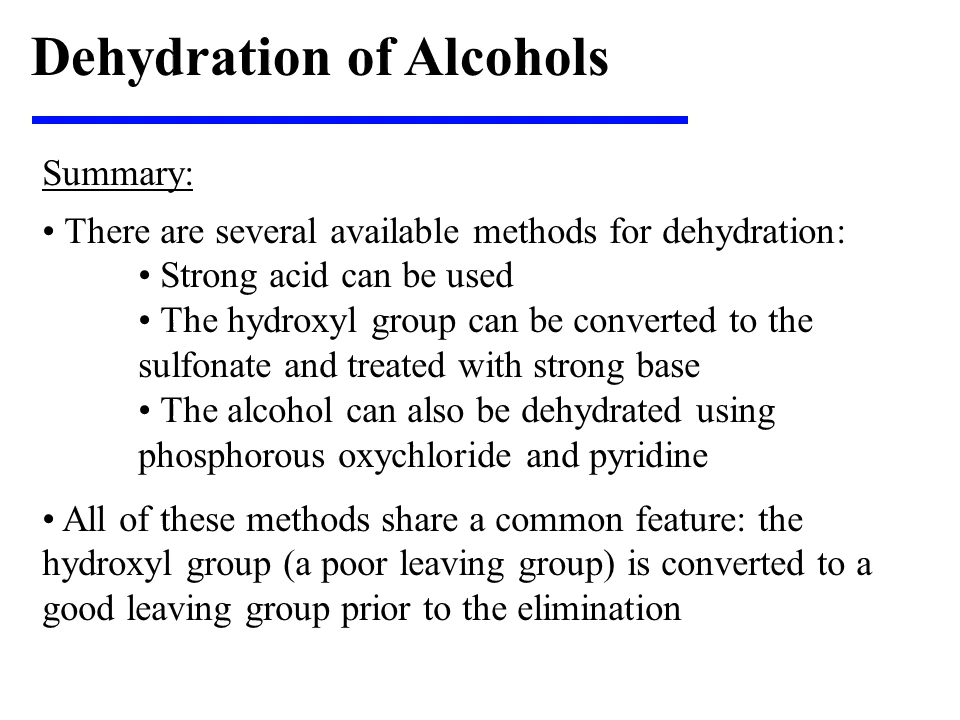 Dehydration of Alcohols
Summary:
• There are several available methods for dehydration:
• Strong acid can be used
• The hydroxyl group can be converted to the
sulfonate and treated with strong base
• The alcohol can also be dehydrated using
phosphorous oxychloride and pyridine
• All of these methods share a common feature: the
hydroxyl group (a poor leaving group) is converted to a
good leaving group prior to the elimination